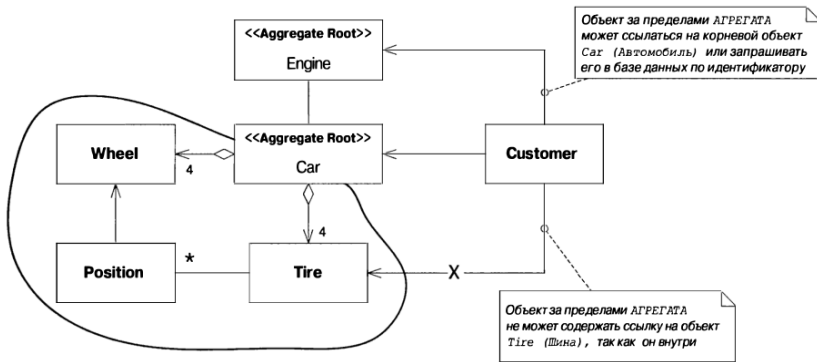 Объект за пределами АГРЕГАТА
может ссылаться на корневой объект
Car (Автомобиль) или запрашивать
его в базе данных по идентификатору
<<Aggregate Root>>
Engine
<<Aggregate Root>>
Car
Wheel
4
Customer
4
Position
*
Tire
X
Объект за пределами АГРЕГАТА
не может содержать ссылку на объект
Tire (Шина), так как он внутри